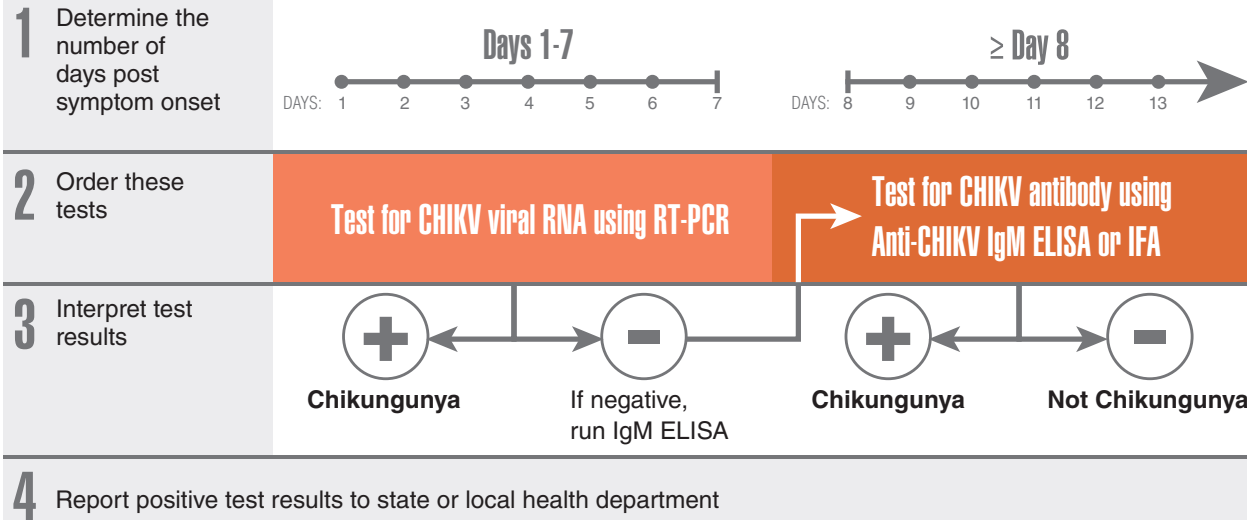 1
Determine the
number of
days post
symptom onset
Days 1-7
DAYS: 1 2 3 4 5 6 7
≥ Day 8
DAYS: 8 9 10 11 12 13
2
Order these
tests
Test for CHIKV viral RNA using RT-PCR
Test for CHIKV antibody using
Anti-CHIKV IgM ELISA or IFA
3
Interpret test
results
+
Chikungunya
-
If negative,
run IgM ELISA
+
Chikungunya
-
Not Chikungunya
4
Report positive test results to state or local health department